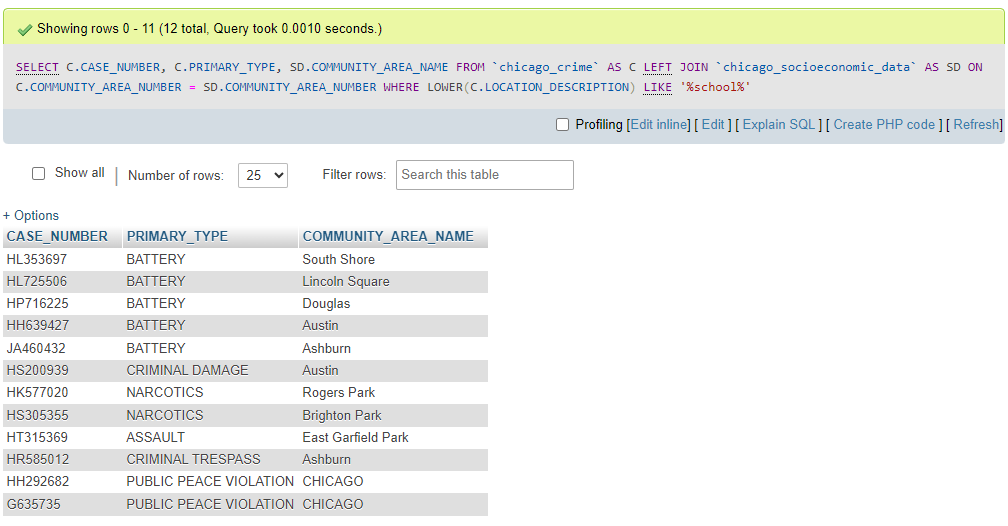 Showing rows 0 - 11 (12 total, Query took 0.0010 seconds.)
SELECT C.CASE_NUMBER, C.PRIMARY_TYPE, SD.COMMUNITY_AREA_NAME FROM `chicago_crime` AS C LEFT JOIN `chicago_socioeconomic_data` AS SD ON
C.COMMUNITY_AREA_NUMBER = SD.COMMUNITY_AREA_NUMBER WHERE LOWER(C.LOCATION_DESCRIPTION) LIKE '%school%'
Profiling [Edit inline] [ Edit ] [ Explain SQL ] [ Create PHP code ] [ Refresh]
Show all | Number of rows: 25 Filter rows: Search this table
+ Options
CASE_NUMBER PRIMARY_TYPE COMMUNITY_AREA_NAME
HL353697 BATTERY South Shore
HL725506 BATTERY Lincoln Square
HP716225 BATTERY Douglas
HH639427 BATTERY Austin
JA460432 BATTERY Ashburn
HS200939 CRIMINAL DAMAGE Austin
HK577020 NARCOTICS Rogers Park
HS305355 NARCOTICS Brighton Park
HT315369 ASSAULT East Garfield Park
HR585012 CRIMINAL TRESPASS Ashburn
HH292682 PUBLIC PEACE VIOLATION CHICAGO
G635735 PUBLIC PEACE VIOLATION CHICAGO